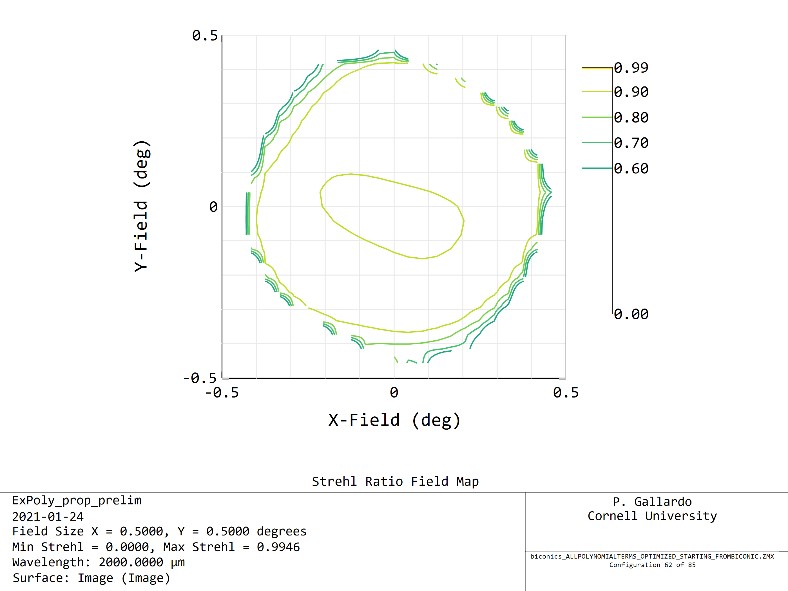 0.5
0
-0.5
-0.5
0
0.5
Y-Field (deg)
X-Field (deg)
0.99
0.90
0.80
0.70
0.60
0.00
Strehl Ratio Field Map
ExPoly_prop_prelim
2021-01-24
Field Size X = 0.5000, Y = 0.5000 degrees
Min Strehl = 0.0000, Max Strehl = 0.9946
Wavelength: 2000.0000 µm
Surface: Image (Image)
P. Gallardo
Cornell University
biconics_ALLPOLYNOMIALTERMS_OPTIMIZED_STARTING_FROMBICONIC.ZMX
Configuration 62 of 85